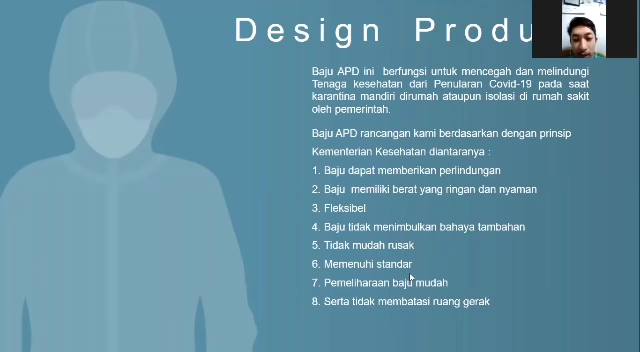 Design Produ
Baju APD ini berfungsi untuk mencegah dan melindungi
Tenaga kesehatan dari Penularan Covid-19 pada saat
karantina mandiri dirumah ataupun isolasi di rumah sakit
oleh pemerintah.
Baju APD rancangan kami berdasarkan dengan prinsip
Kementerian Kesehatan diantaranya :
1. Baju dapat memberikan perlindungan
2. Baju memiliki berat yang ringan dan nyaman
3. Fleksibel
4. Baju tidak menimbulkan bahaya tambahan
5. Tidak mudah rusak
6. Memenuhi standar
7. Pemeliharaan baju mudah
8. Serta tidak membatasi ruang gerak